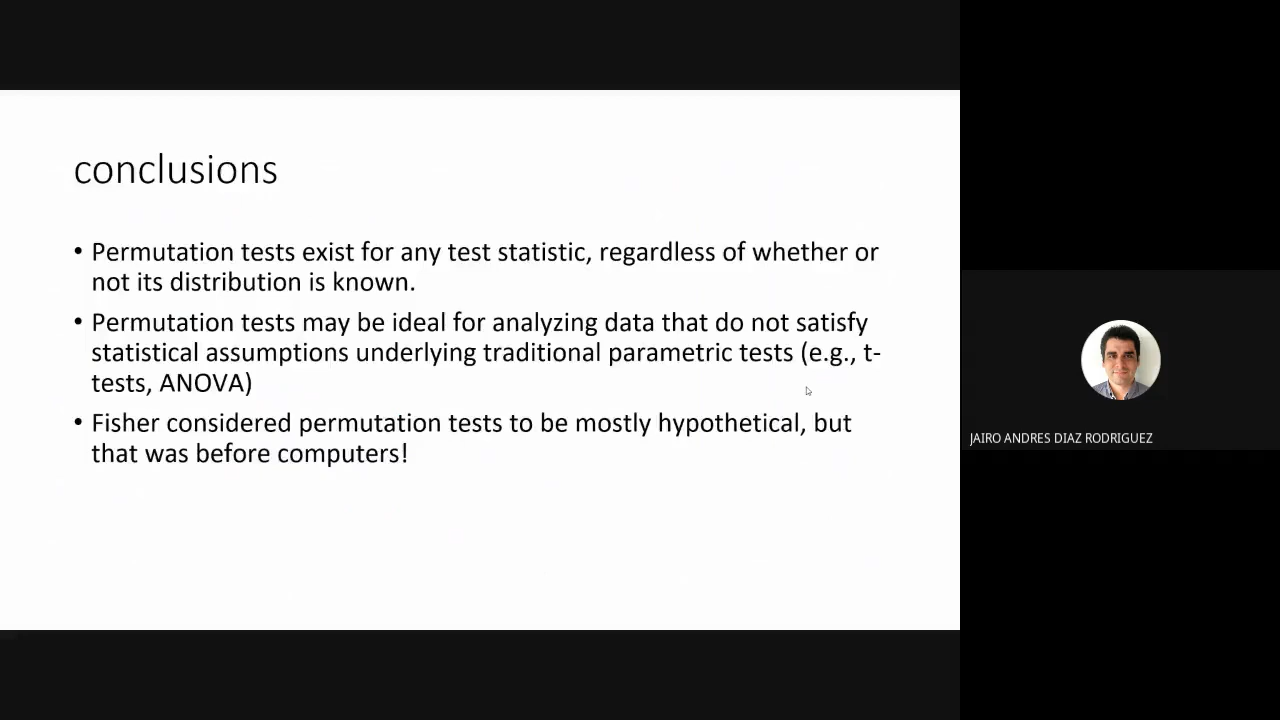 conclusions
• Permutation tests exist for any test statistic, regardless of whether or
not its distribution is known.
• Permutation tests may be ideal for analyzing data that do not satisfy
statistical assumptions underlying traditional parametric tests (e.g., t-
tests, ANOVA)
• Fisher considered permutation tests to be mostly hypothetical, but
that was before computers!
JAIRO ANDRES DIAZ RODRIGUEZ